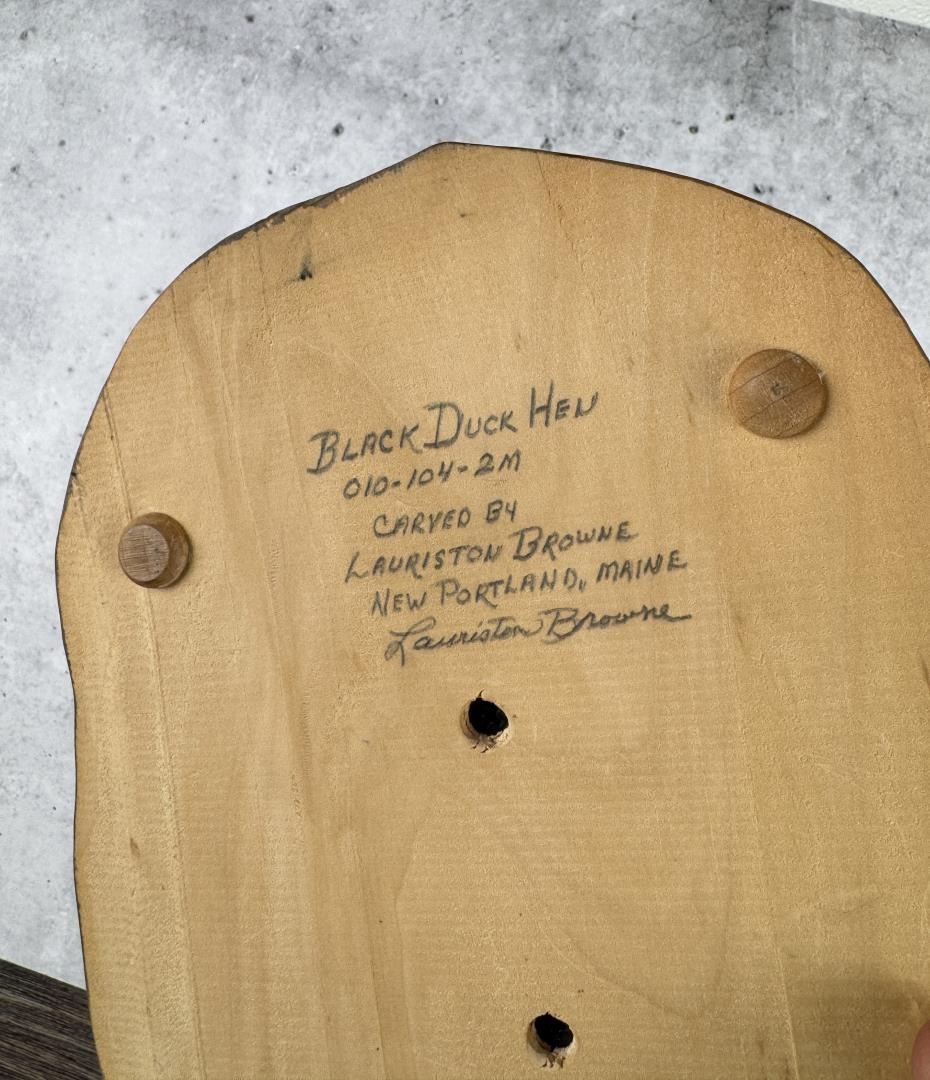 Black Duck Hen
010-104-2M
CARVED BY
LAURISTON BROWNE
NEW PORTLAND, MAINE
Lauriston Browne